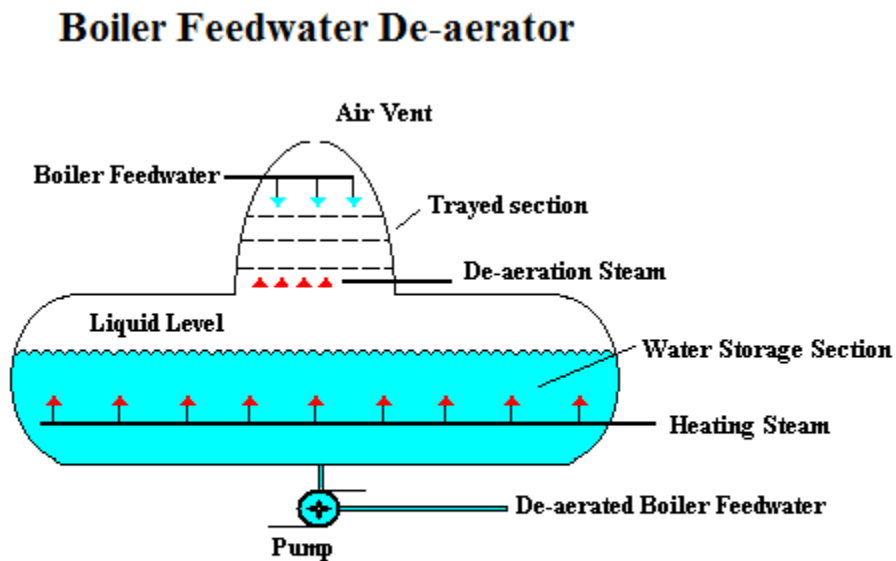 Boiler Feedwater De-aerator
Air Vent
Boiler Feedwater
Trayed section
De-aeration Steam
Liquid Level
Water Storage Section
Heating Steam
De-aerated Boiler Feedwater
Pump